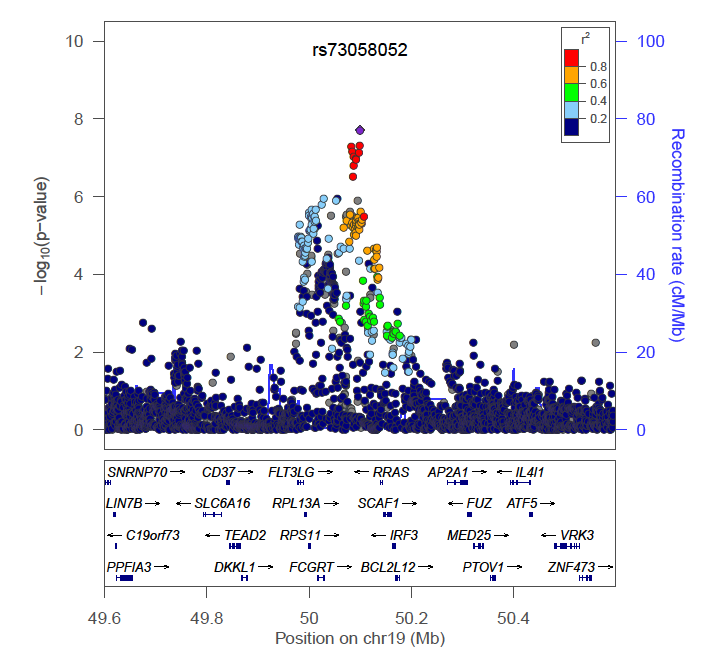 rs73058052
r²
0.8
0.6
0.4
0.2
10
8
6
4
2
0
−log₁₀(p−value)
100
80
60
40
20
0
Recombination rate (cM/Mb)
SNRNP70 → CD37 → FLT3LG → ← RRAS AP2A1 → ← IL4I1
LIN7B → ← SLC6A16 RPL13A → SCAF1 → ← FUZ ATF5 →
← C19orf73 ← TEAD2 RPS11 → ← IRF3 MED25 → ← VRK3
PPFIA3 → DKKL1 → FCGRT → BCL2L12 → PTOV1 → ZNF473 →
49.6 49.8 50 50.2 50.4
Position on chr19 (Mb)